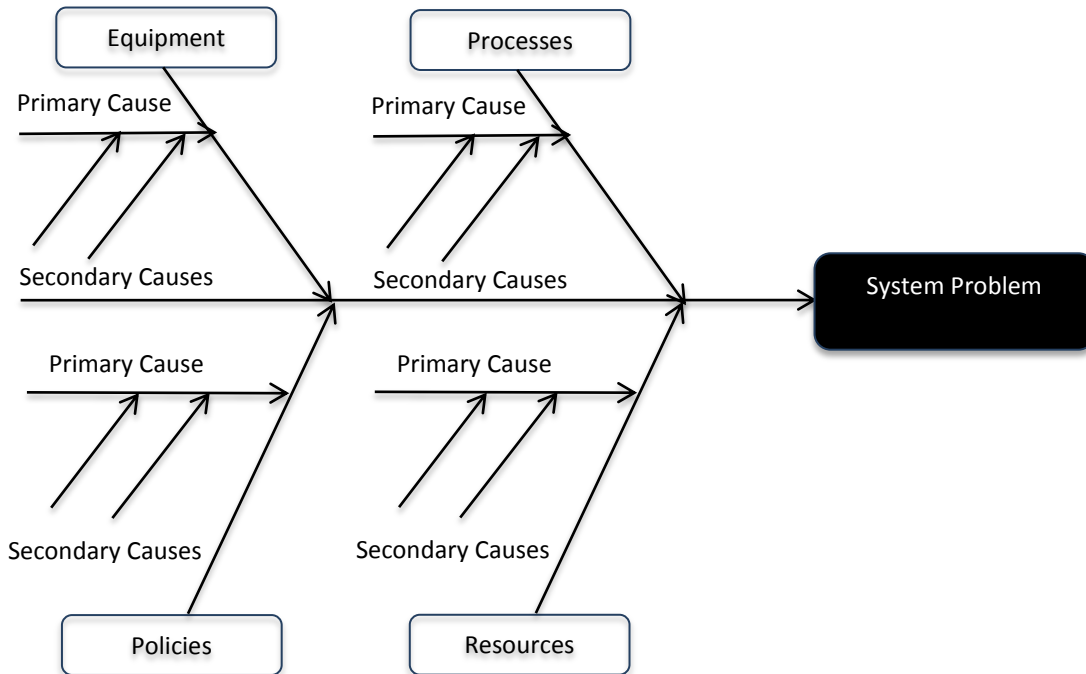 Equipment
Processes
Primary Cause
Primary Cause
Secondary Causes
Secondary Causes
System Problem
Primary Cause
Primary Cause
Secondary Causes
Secondary Causes
Policies
Resources